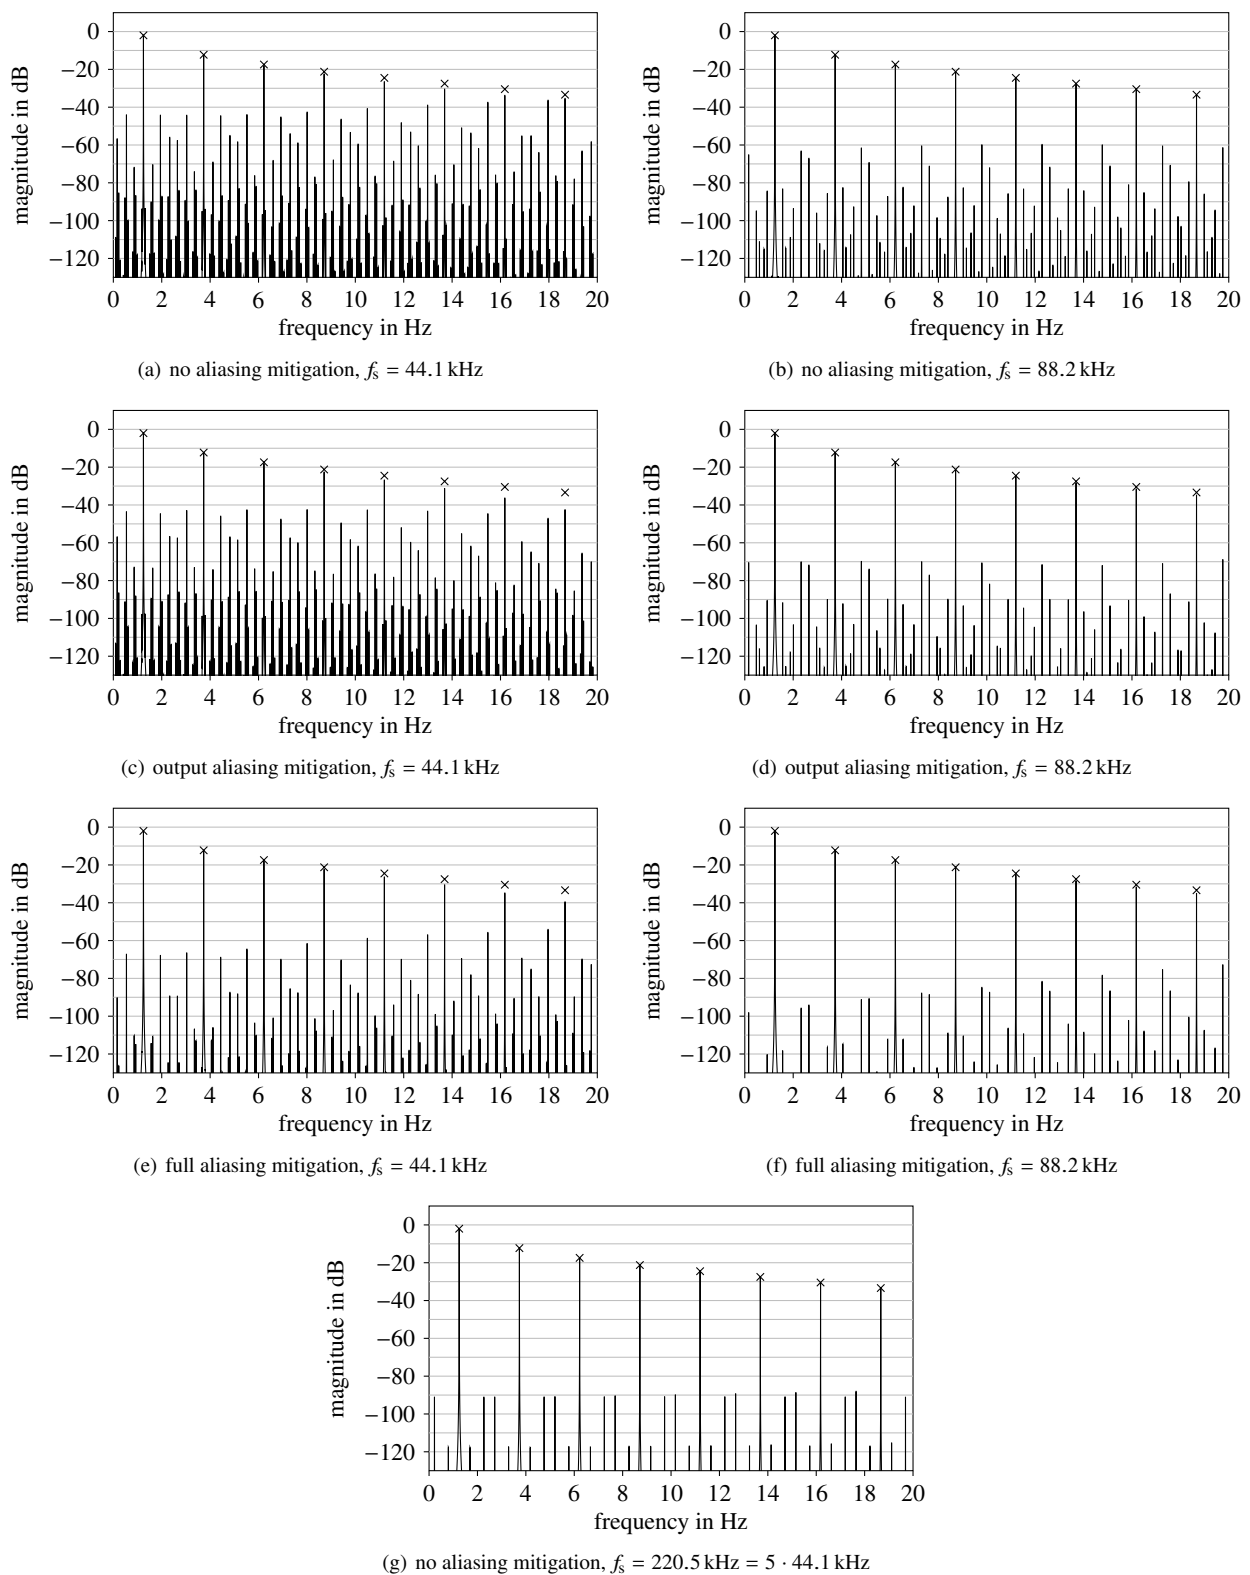 0
−20
−40
−60
−80
−100
−120
magnitude in dB
0 2 4 6 8 10 12 14 16 18 20
frequency in Hz
(a) no aliasing mitigation, fs = 44.1 kHz
0
−20
−40
−60
−80
−100
−120
magnitude in dB
0 2 4 6 8 10 12 14 16 18 20
frequency in Hz
(b) no aliasing mitigation, fs = 88.2 kHz
0
−20
−40
−60
−80
−100
−120
magnitude in dB
0 2 4 6 8 10 12 14 16 18 20
frequency in Hz
(c) output aliasing mitigation, fs = 44.1 kHz
0
−20
−40
−60
−80
−100
−120
magnitude in dB
0 2 4 6 8 10 12 14 16 18 20
frequency in Hz
(d) output aliasing mitigation, fs = 88.2 kHz
0
−20
−40
−60
−80
−100
−120
magnitude in dB
0 2 4 6 8 10 12 14 16 18 20
frequency in Hz
(e) full aliasing mitigation, fs = 44.1 kHz
0
−20
−40
−60
−80
−100
−120
magnitude in dB
0 2 4 6 8 10 12 14 16 18 20
frequency in Hz
(f) full aliasing mitigation, fs = 88.2 kHz
0
−20
−40
−60
−80
−100
−120
magnitude in dB
0 2 4 6 8 10 12 14 16 18 20
frequency in Hz
(g) no aliasing mitigation, fs = 220.5 kHz = 5 · 44.1 kHz